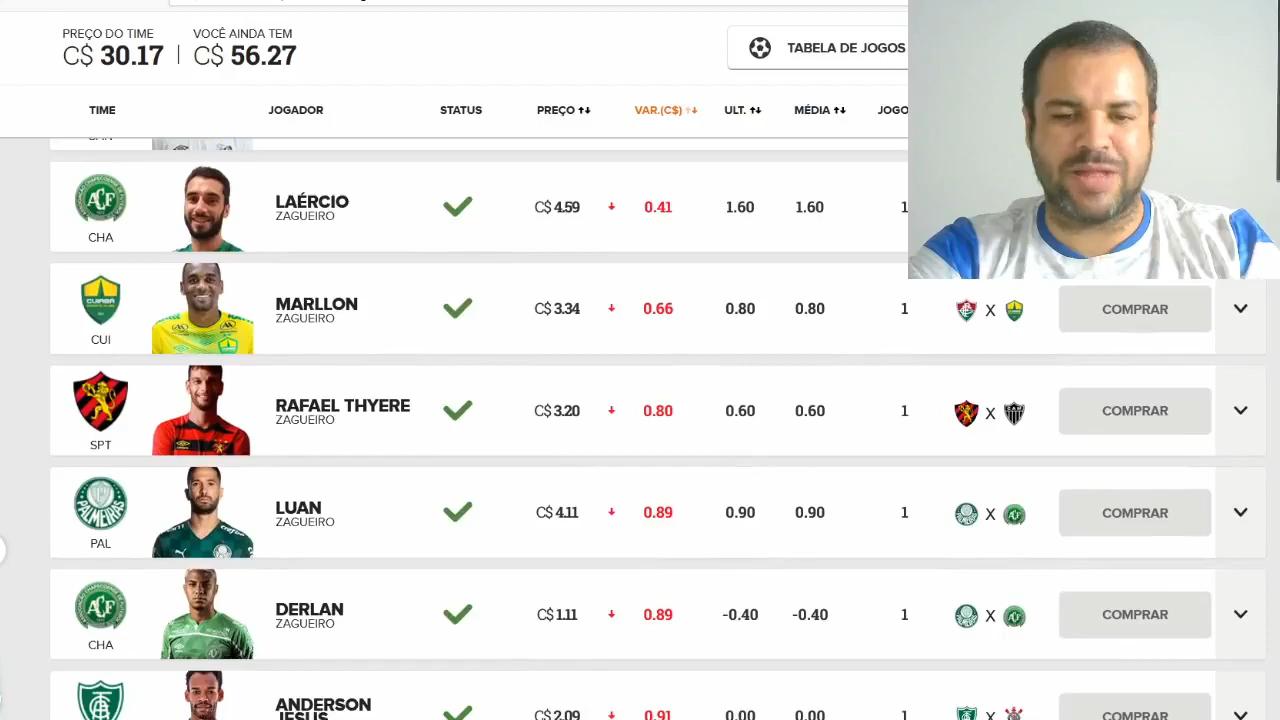 PREÇO DO TIME
C$ 30.17
VOCÊ AINDA TEM
C$ 56.27
TABELA DE JOGOS
TIME JOGADOR STATUS PREÇO VAR.(C$) ULT. MÉDIA JOGO
LAÉRCIO
ZAGUEIRO
CHA
C$ 4.59 0.41 1.60 1.60 1
MARLLON
ZAGUEIRO
CUIABÁ
CUI
C$ 3.34 0.66 0.80 0.80 1 X COMPRAR
RAFAEL THYERE
ZAGUEIRO
SPT
C$ 3.20 0.80 0.60 0.60 1 X COMPRAR
LUAN
ZAGUEIRO
PALMEIRAS
PAL
C$ 4.11 0.89 0.90 0.90 1 X COMPRAR
DERLAN
ZAGUEIRO
CHA
C$ 1.11 0.89 -0.40 -0.40 1 X COMPRAR
ANDERSON
JESUS
C$ 2.09 0.91 0.00 0.00 1 X COMPRAR